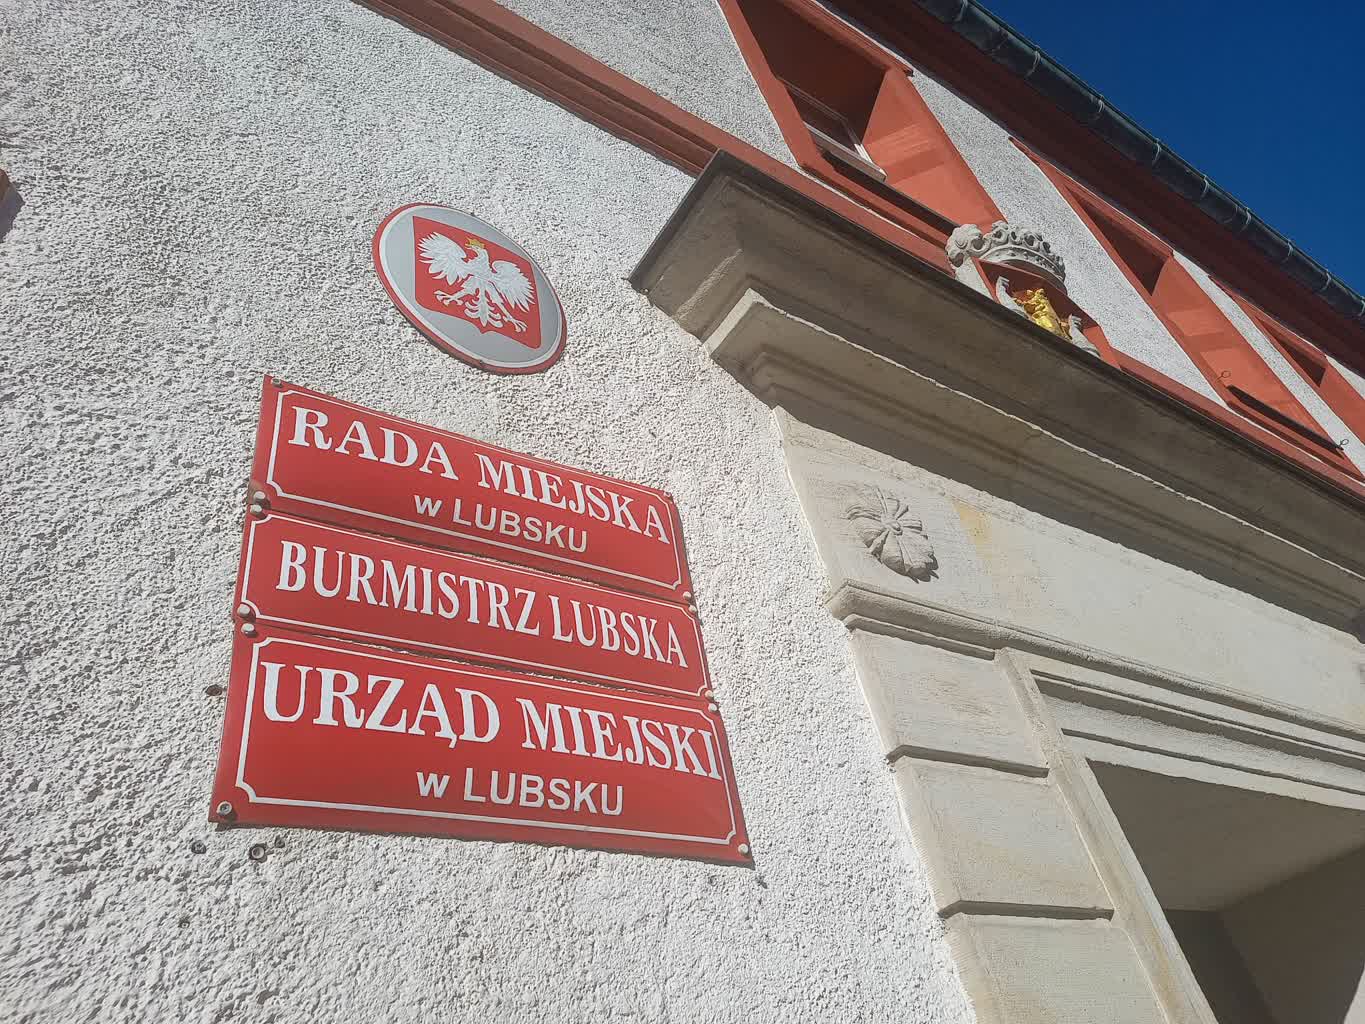 RADA MIEJSKA
w LUBSKU
BURMISTRZ LUBSKA
URZĄD MIEJSKI
w LUBSKU